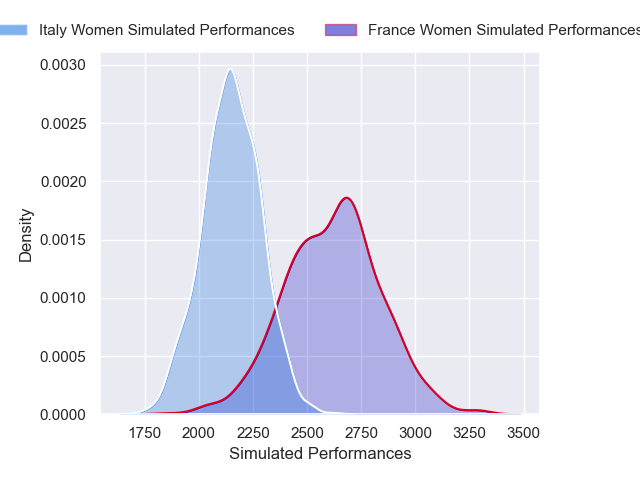 Italy Women Simulated Performances France Women Simulated Performances
0.0030
0.0025
0.0020
0.0015
0.0010
0.0005
0.0000
Density
1750 2000 2250 2500 2750 3000 3250 3500
Simulated Performances